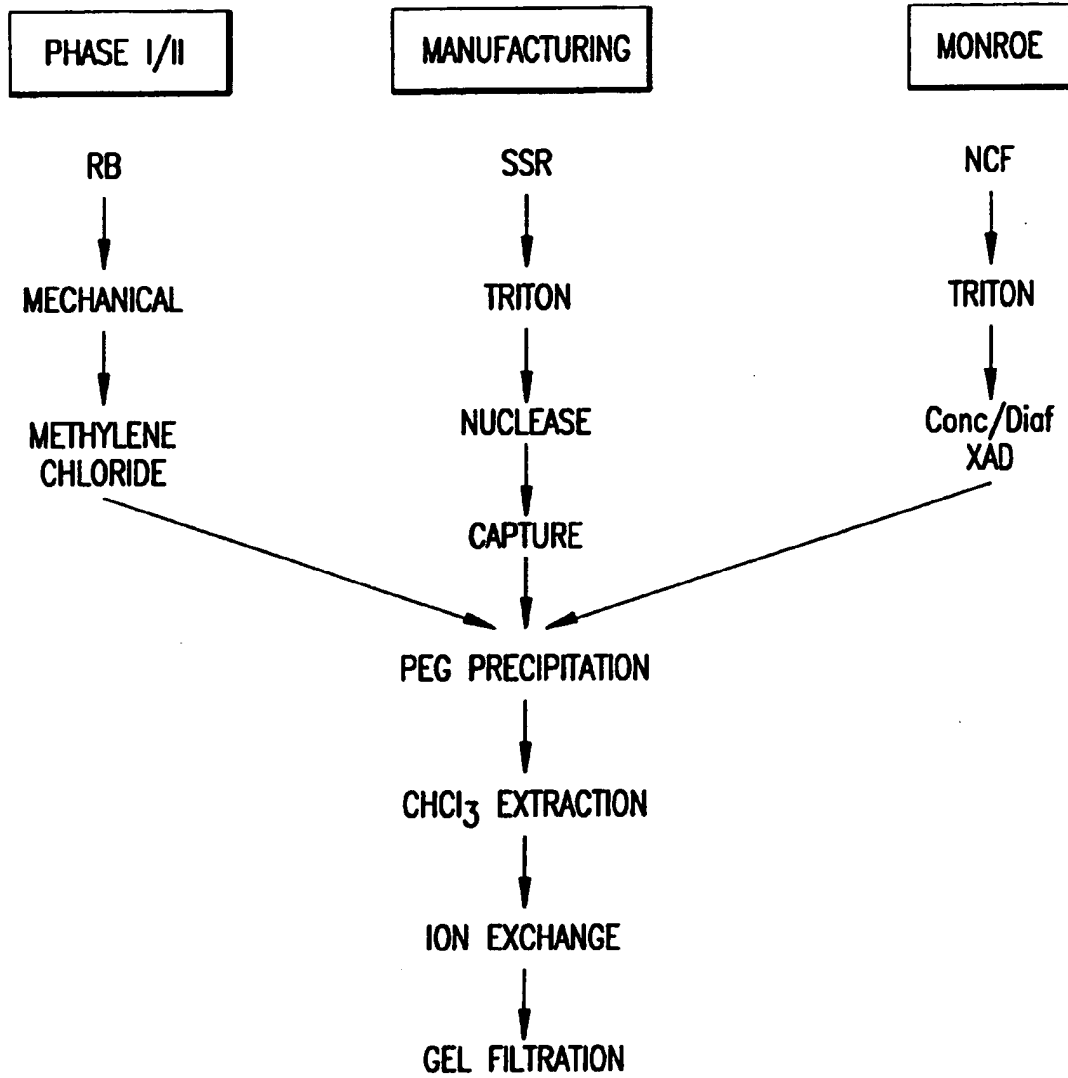 PHASE I/II
MANUFACTURING
MONROE
RB
SSR
NCF
MECHANICAL
TRITON
TRITON
METHYLENE
CHLORIDE
NUCLEASE
Conc/Diaf
XAD
CAPTURE
PEG PRECIPITATION
CHCl3 EXTRACTION
ION EXCHANGE
GEL FILTRATION